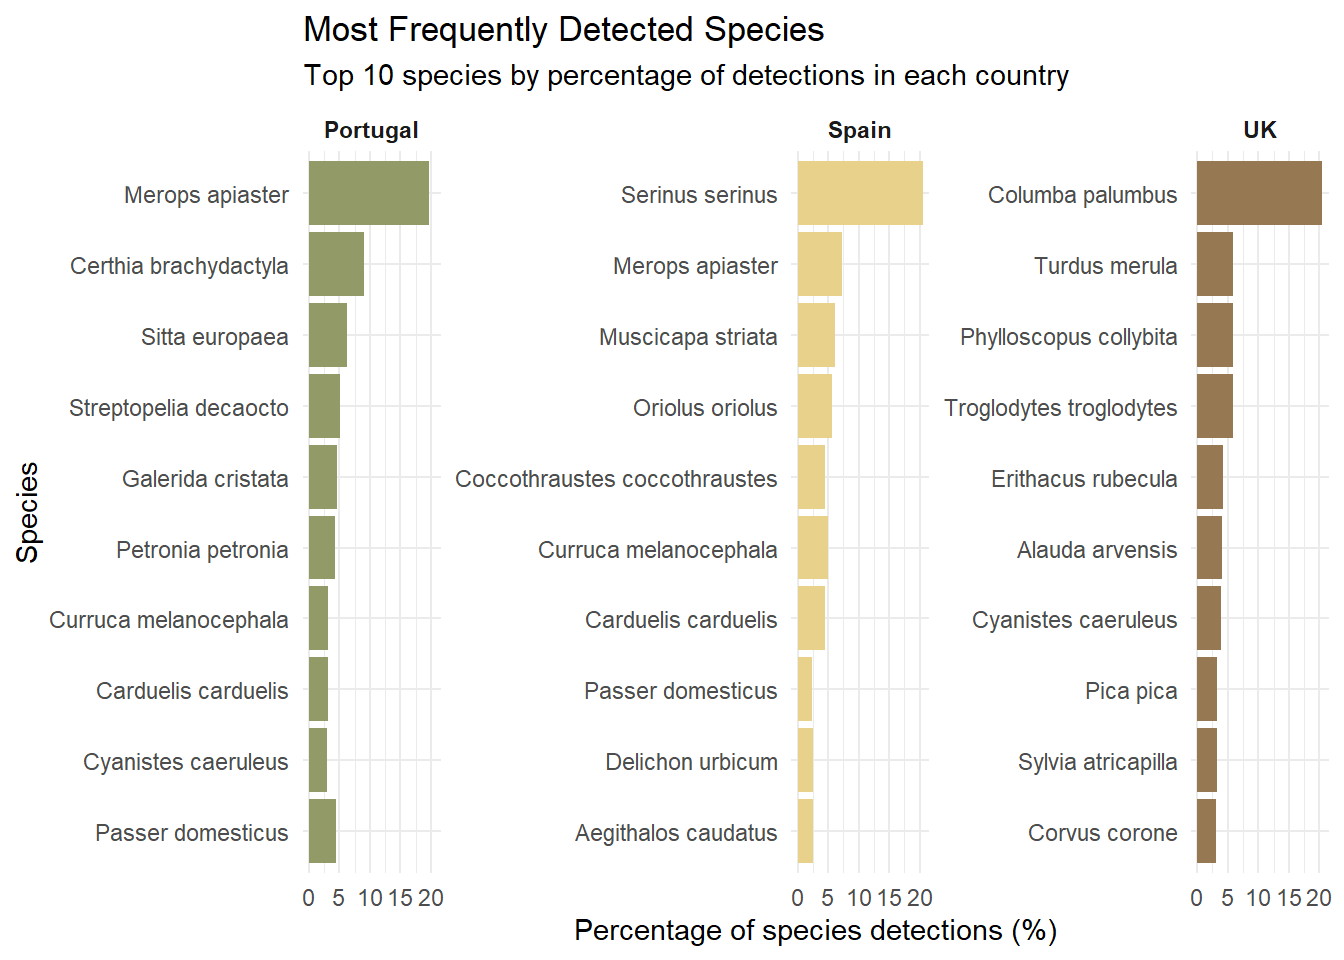 Most Frequently Detected Species
Top 10 species by percentage of detections in each country
Portugal
Merops apiaster
Certhia brachydactyla
Sitta europaea
Streptopelia decaocto
Galerida cristata
Petronia petronia
Curruca melanocephala
Carduelis carduelis
Cyanistes caeruleus
Passer domesticus
0 5 10 15 20
Spain
Serinus serinus
Merops apiaster
Muscicapa striata
Oriolus oriolus
Coccothraustes coccothraustes
Curruca melanocephala
Carduelis carduelis
Passer domesticus
Delichon urbicum
Aegithalos caudatus
0 5 10 15 20
UK
Columba palumbus
Turdus merula
Phylloscopus collybita
Troglodytes troglodytes
Erithacus rubecula
Alauda arvensis
Cyanistes caeruleus
Pica pica
Sylvia atricapilla
Corvus corone
0 5 10 15 20
Species
Percentage of species detections (%)